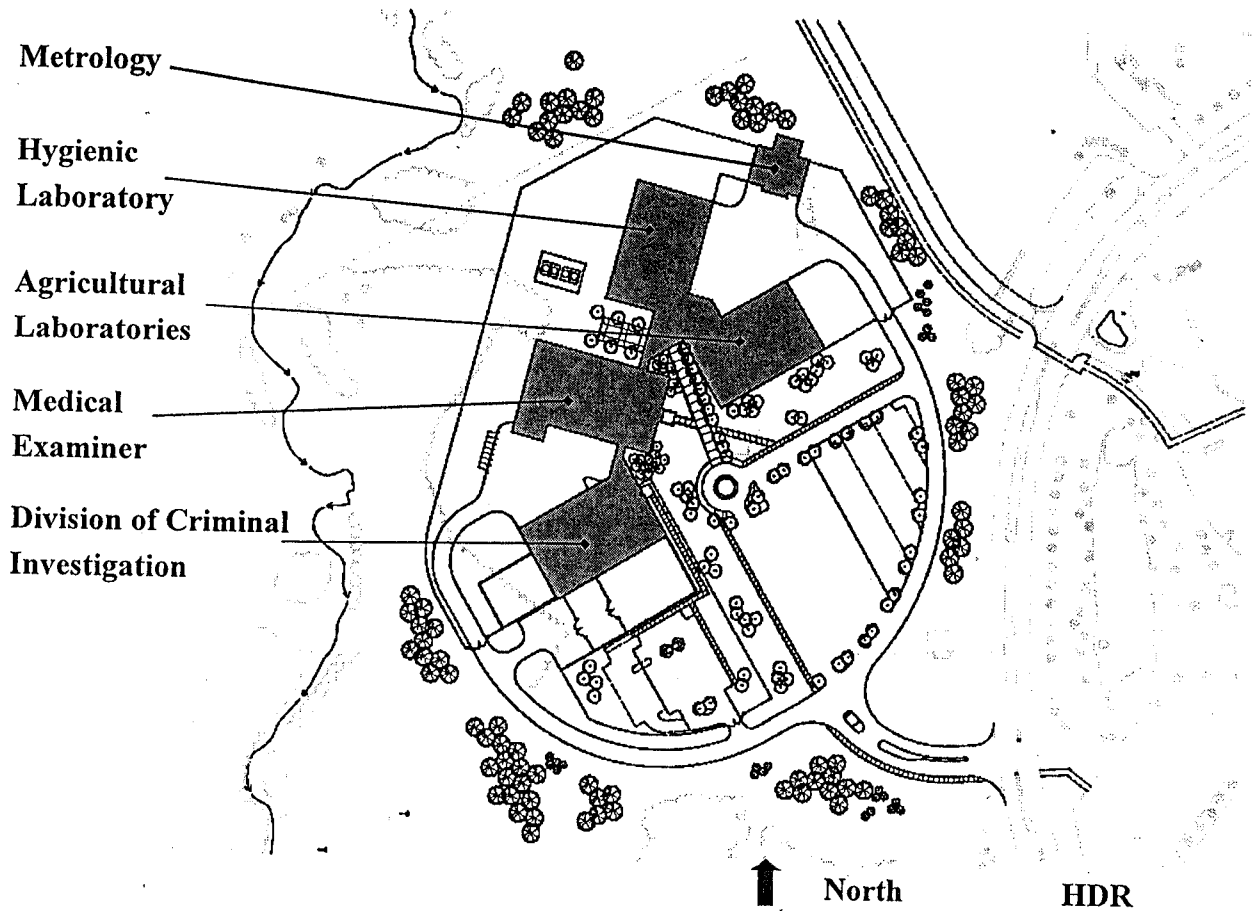 Metrology
Hygienic
Laboratory
Agricultural
Laboratories
Medical
Examiner
Division of Criminal
Investigation
North
HDR